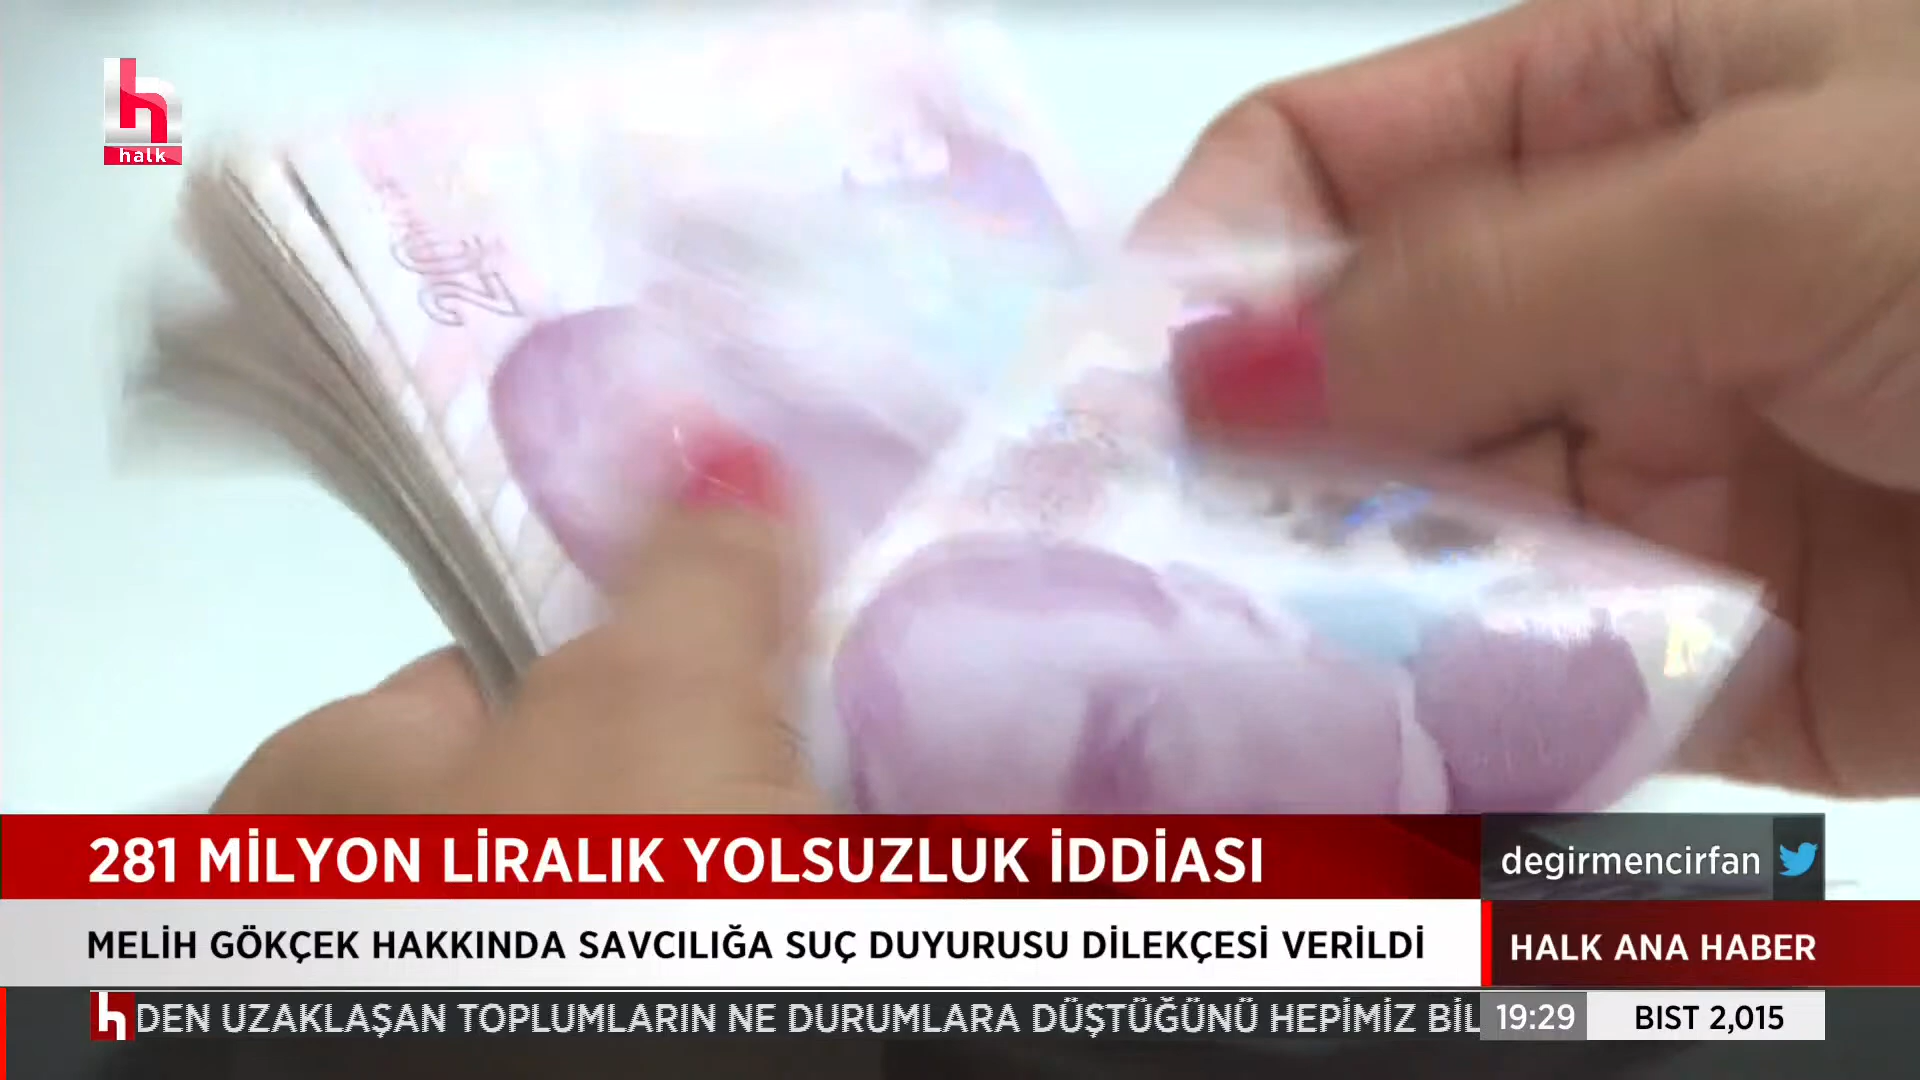 h
halk
200
281 MİLYON LİRALIK YOLSUZLUK İDDİASI
degirmencirfan
MELİH GÖKÇEK HAKKINDA SAVCILIĞA SUÇ DUYURUSU DİLEKÇESİ VERİLDİ
HALK ANA HABER
h DEN UZAKLAŞAN TOPLUMLARIN NE DURUMLARA DÜŞTÜĞÜNÜ HEPİMİZ BİL
19:29
BIST 2,015